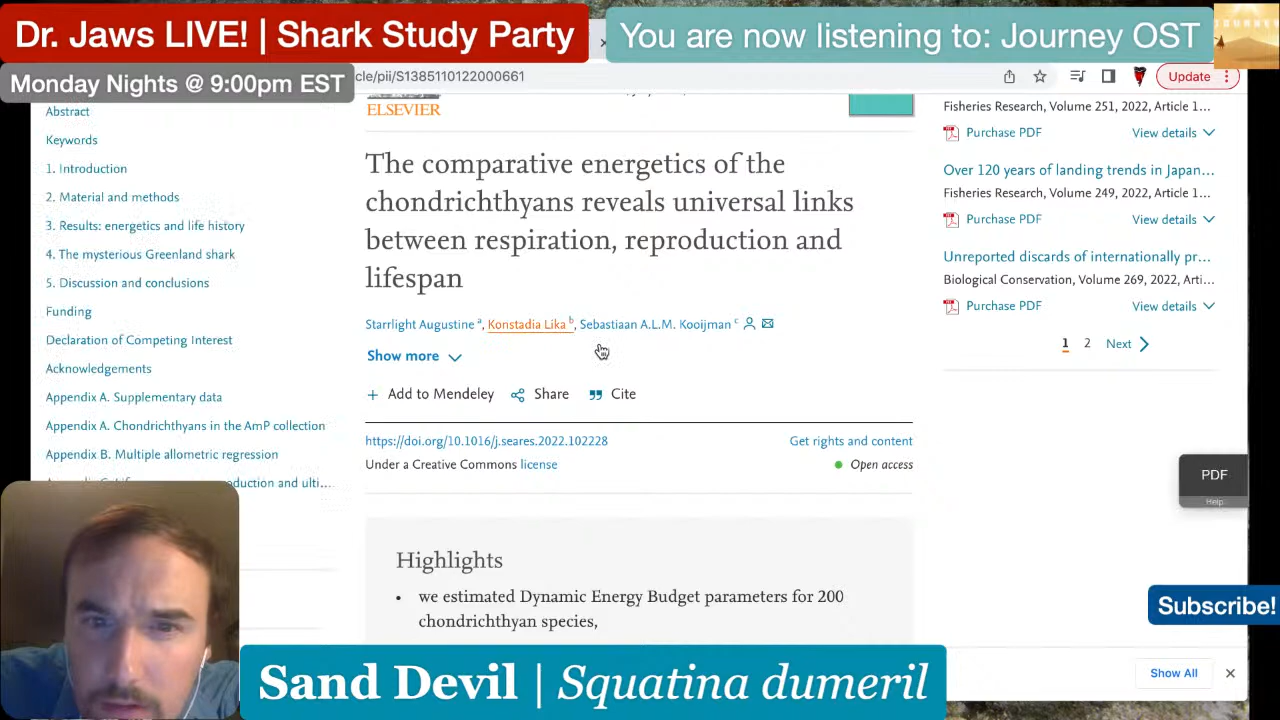 Dr. Jaws LIVE! | Shark Study Party
You are now listening to: Journey OST
Monday Nights @ 9:00pm EST
cle/pii/S1385110122000661
Update
Abstract
Keywords
1. Introduction
2. Material and methods
3. Results: energetics and life history
4. The mysterious Greenland shark
5. Discussion and conclusions
Funding
Declaration of Competing Interest
Acknowledgements
Appendix A. Supplementary data
Appendix A. Chondrichthyans in the AmP collection
Appendix B. Multiple allometric regression
ELSEVIER
The comparative energetics of the
chondrichthyans reveals universal links
between respiration, reproduction and
lifespan
Starrlight Augustine a, Konstadia Lika b, Sebastiaan A.L.M. Kooijman c
Show more
Add to Mendeley
Share
Cite
https://doi.org/10.1016/j.seares.2022.102228
Get rights and content
Under a Creative Commons license
Open access
Highlights
• we estimated Dynamic Energy Budget parameters for 200
chondrichthyan species,
Fisheries Research, Volume 251, 2022, Article 1...
Purchase PDF
View details
Over 120 years of landing trends in Japan...
Fisheries Research, Volume 249, 2022, Article 1...
Purchase PDF
View details
Unreported discards of internationally pr...
Biological Conservation, Volume 269, 2022, Arti...
Purchase PDF
View details
1 2 Next
PDF
Help
Subscribe!
Show All
Sand Devil | Squatina dumeril